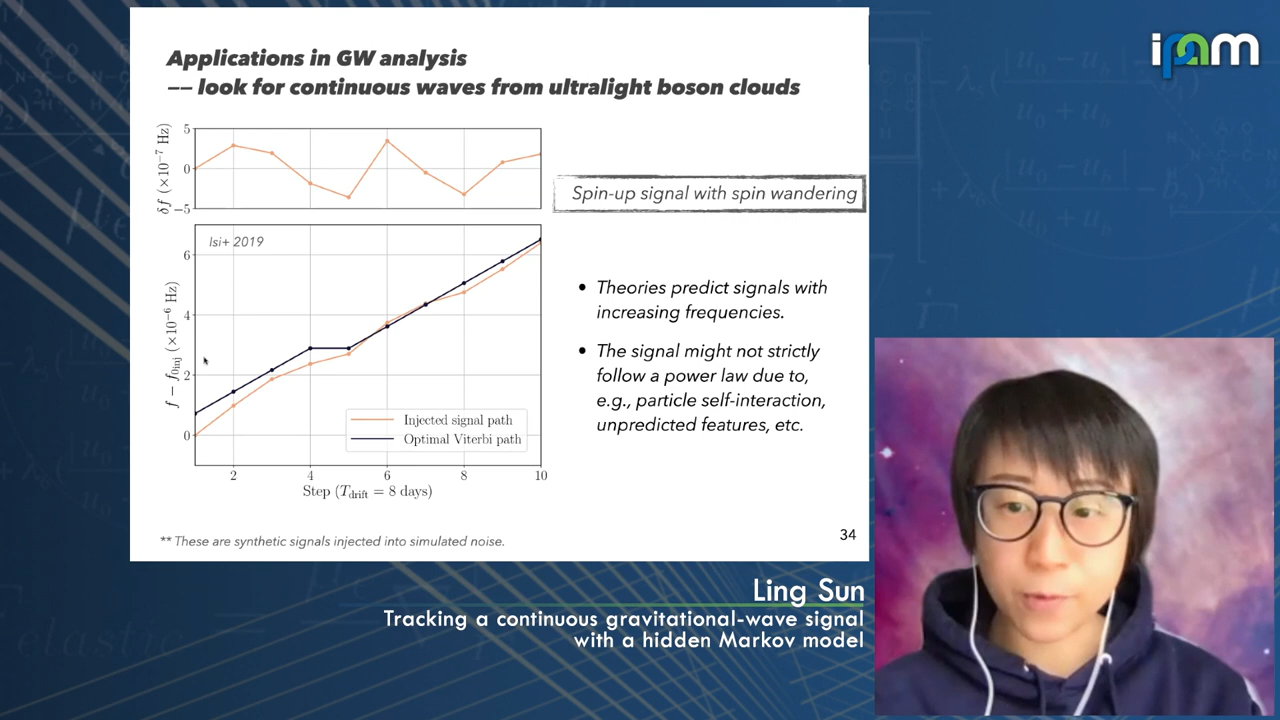 ipam
Applications in GW analysis
–– look for continuous waves from ultralight boson clouds
δf (×10⁻⁷ Hz)
5
0
−5
Spin-up signal with spin wandering
Isi+ 2019
f − f₀inj (×10⁻⁶ Hz)
6
4
2
0
Injected signal path
Optimal Viterbi path
2 4 6 8 10
Step (T_drift = 8 days)
• Theories predict signals with
increasing frequencies.
• The signal might not strictly
follow a power law due to,
e.g., particle self-interaction,
unpredicted features, etc.
34
** These are synthetic signals injected into simulated noise.
Ling Sun
Tracking a continuous gravitational-wave signal
with a hidden Markov model